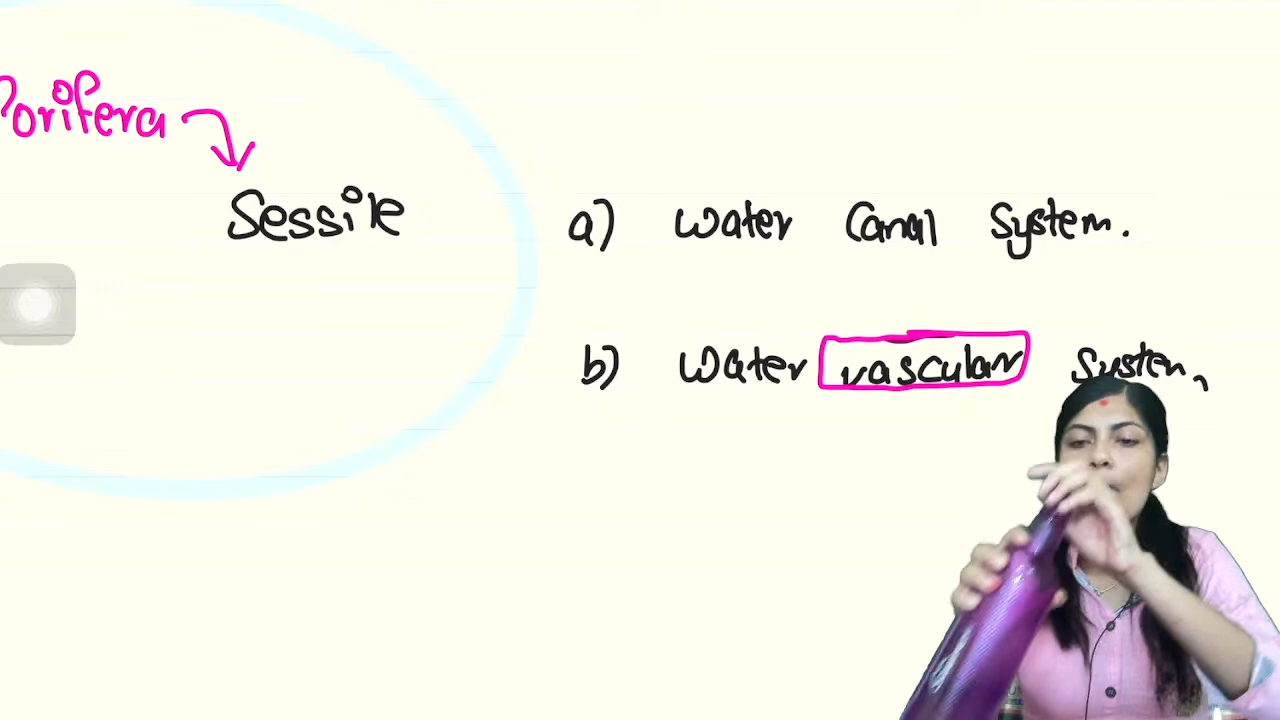 Porifera
Sessile
a) Water Canal System.
b) Water vascular System,